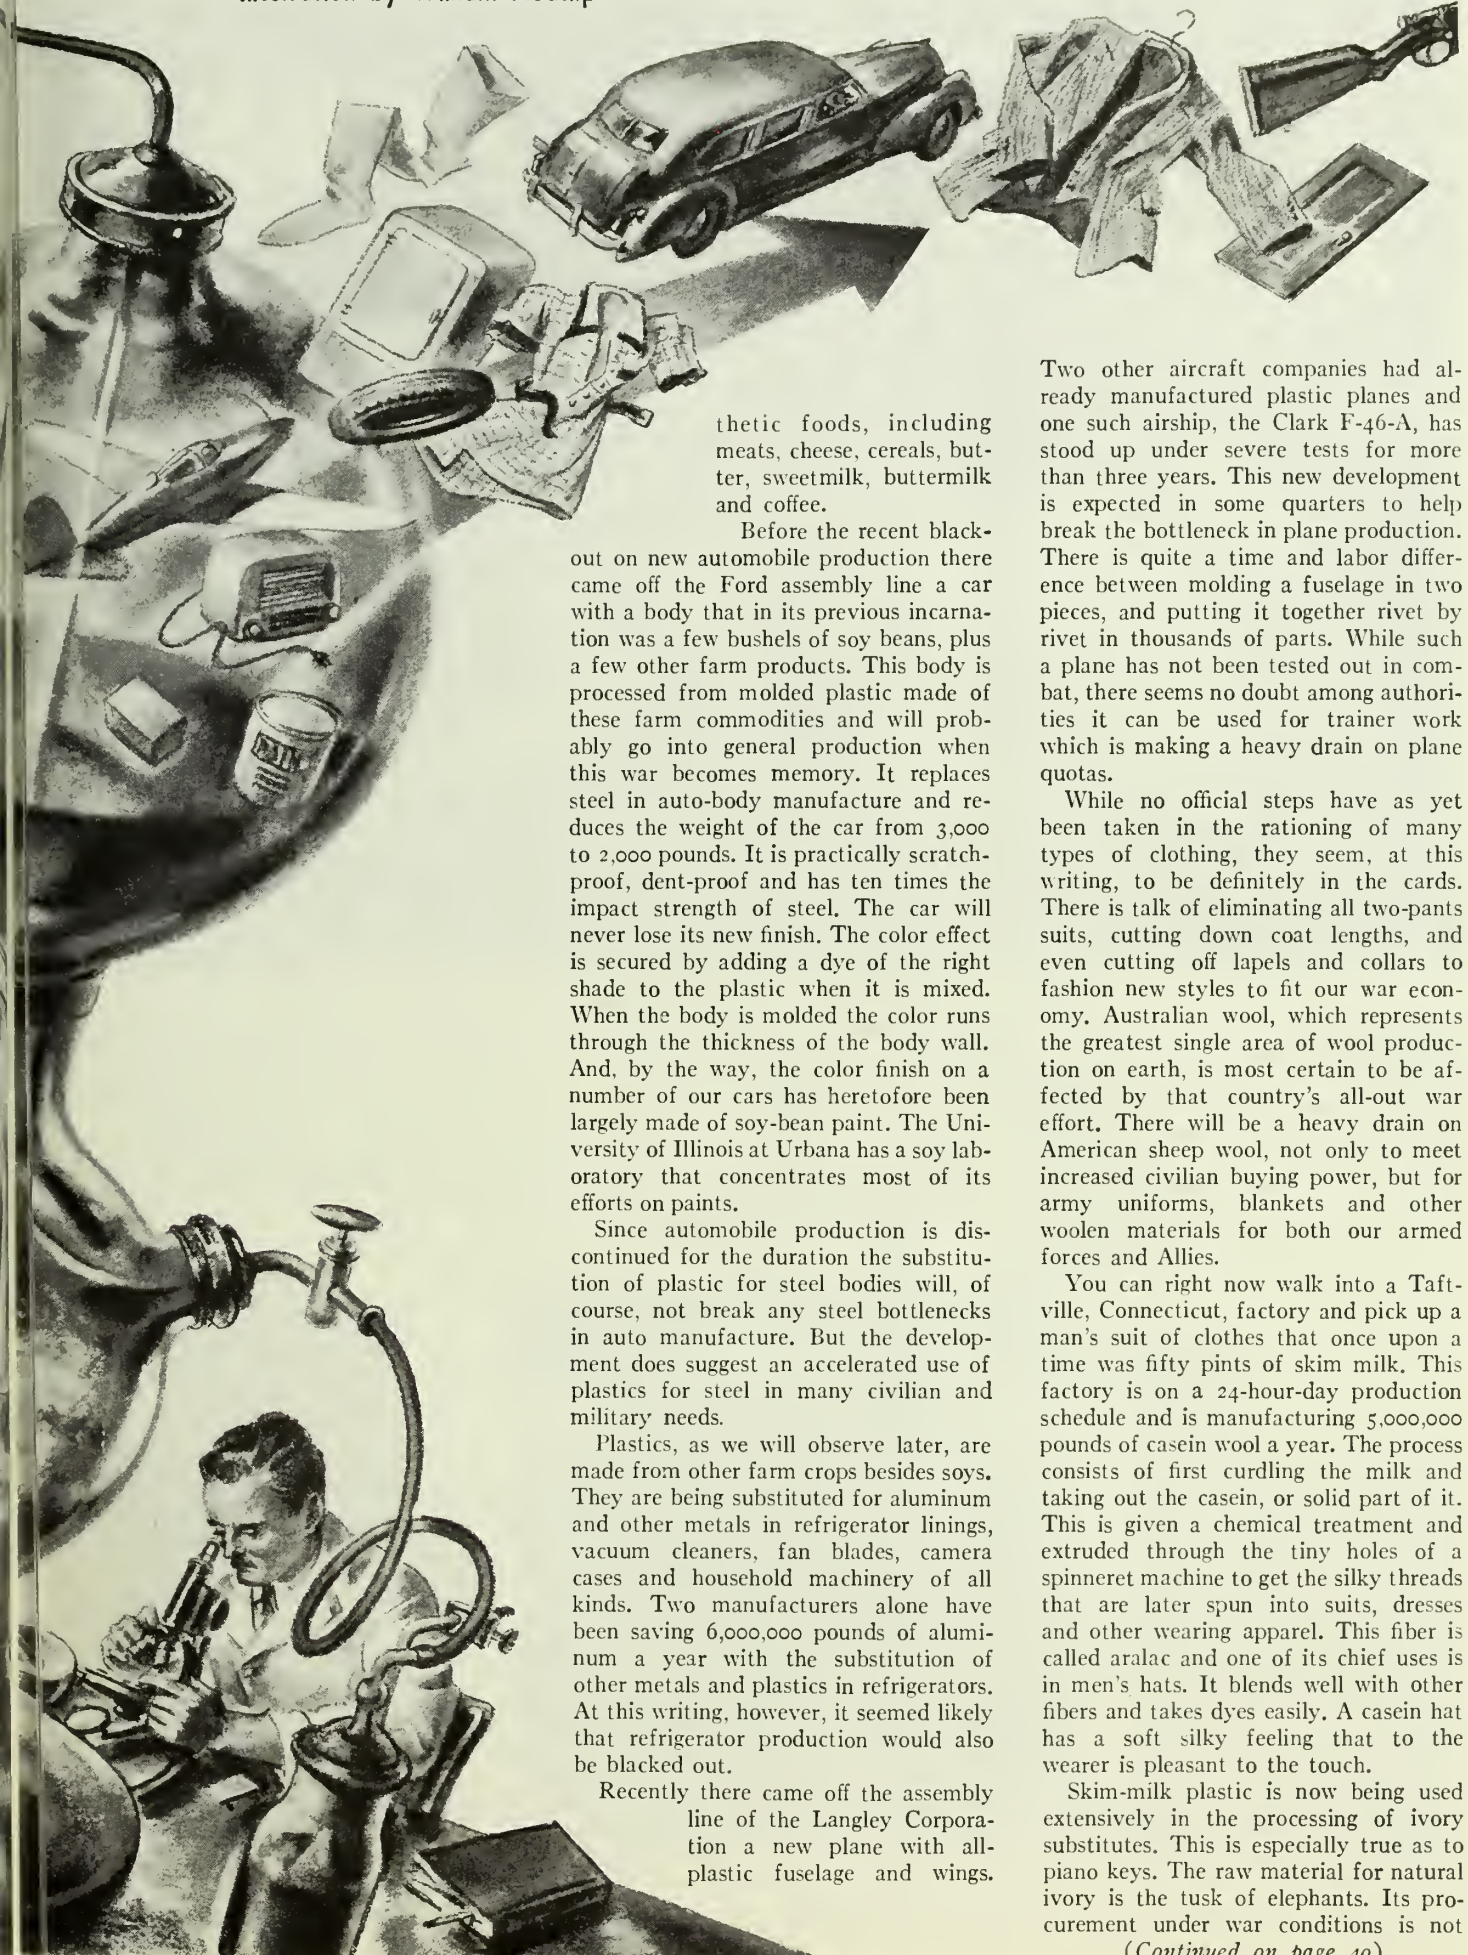 thetic foods, including
meats, cheese, cereals, but-
ter, sweetmilk, buttermilk
and coffee.
Before the recent black-
out on new automobile production there
came off the Ford assembly line a car
with a body that in its previous incarna-
tion was a few bushels of soy beans, plus
a few other farm products. This body is
processed from molded plastic made of
these farm commodities and will prob-
ably go into general production when
this war becomes memory. It replaces
steel in auto-body manufacture and re-
duces the weight of the car from 3,000
to 2,000 pounds. It is practically scratch-
proof, dent-proof and has ten times the
impact strength of steel. The car will
never lose its new finish. The color effect
is secured by adding a dye of the right
shade to the plastic when it is mixed.
When the body is molded the color runs
through the thickness of the body wall.
And, by the way, the color finish on a
number of our cars has heretofore been
largely made of soy-bean paint. The Uni-
versity of Illinois at Urbana has a soy lab-
oratory that concentrates most of its
efforts on paints.
Since automobile production is dis-
continued for the duration the substitu-
tion of plastic for steel bodies will, of
course, not break any steel bottlenecks
in auto manufacture. But the develop-
ment does suggest an accelerated use of
plastics for steel in many civilian and
military needs.
Plastics, as we will observe later, are
made from other farm crops besides soys.
They are being substituted for aluminum
and other metals in refrigerator linings,
vacuum cleaners, fan blades, camera
cases and household machinery of all
kinds. Two manufacturers alone have
been saving 6,000,000 pounds of alumi-
num a year with the substitution of
other metals and plastics in refrigerators.
At this writing, however, it seemed likely
that refrigerator production would also
be blacked out.
Recently there came off the assembly
line of the Langley Corpora-
tion a new plane with all-
plastic fuselage and wings.
Two other aircraft companies had al-
ready manufactured plastic planes and
one such airship, the Clark F-46-A, has
stood up under severe tests for more
than three years. This new development
is expected in some quarters to help
break the bottleneck in plane production.
There is quite a time and labor differ-
ence between molding a fuselage in two
pieces, and putting it together rivet by
rivet in thousands of parts. While such
a plane has not been tested out in com-
bat, there seems no doubt among authori-
ties it can be used for trainer work
which is making a heavy drain on plane
quotas.
While no official steps have as yet
been taken in the rationing of many
types of clothing, they seem, at this
writing, to be definitely in the cards.
There is talk of eliminating all two-pants
suits, cutting down coat lengths, and
even cutting off lapels and collars to
fashion new styles to fit our war econ-
omy. Australian wool, which represents
the greatest single area of wool produc-
tion on earth, is most certain to be af-
fected by that country's all-out war
effort. There will be a heavy drain on
American sheep wool, not only to meet
increased civilian buying power, but for
army uniforms, blankets and other
woolen materials for both our armed
forces and Allies.
You can right now walk into a Taft-
ville, Connecticut, factory and pick up a
man's suit of clothes that once upon a
time was fifty pints of skim milk. This
factory is on a 24-hour-day production
schedule and is manufacturing 5,000,000
pounds of casein wool a year. The process
consists of first curdling the milk and
taking out the casein, or solid part of it.
This is given a chemical treatment and
extruded through the tiny holes of a
spinneret machine to get the silky threads
that are later spun into suits, dresses
and other wearing apparel. This fiber is
called aralac and one of its chief uses is
in men's hats. It blends well with other
fibers and takes dyes easily. A casein hat
has a soft silky feeling that to the
wearer is pleasant to the touch.
Skim-milk plastic is now being used
extensively in the processing of ivory
substitutes. This is especially true as to
piano keys. The raw material for natural
ivory is the tusk of elephants. Its pro-
curement under war conditions is not
(Continued on page 40)